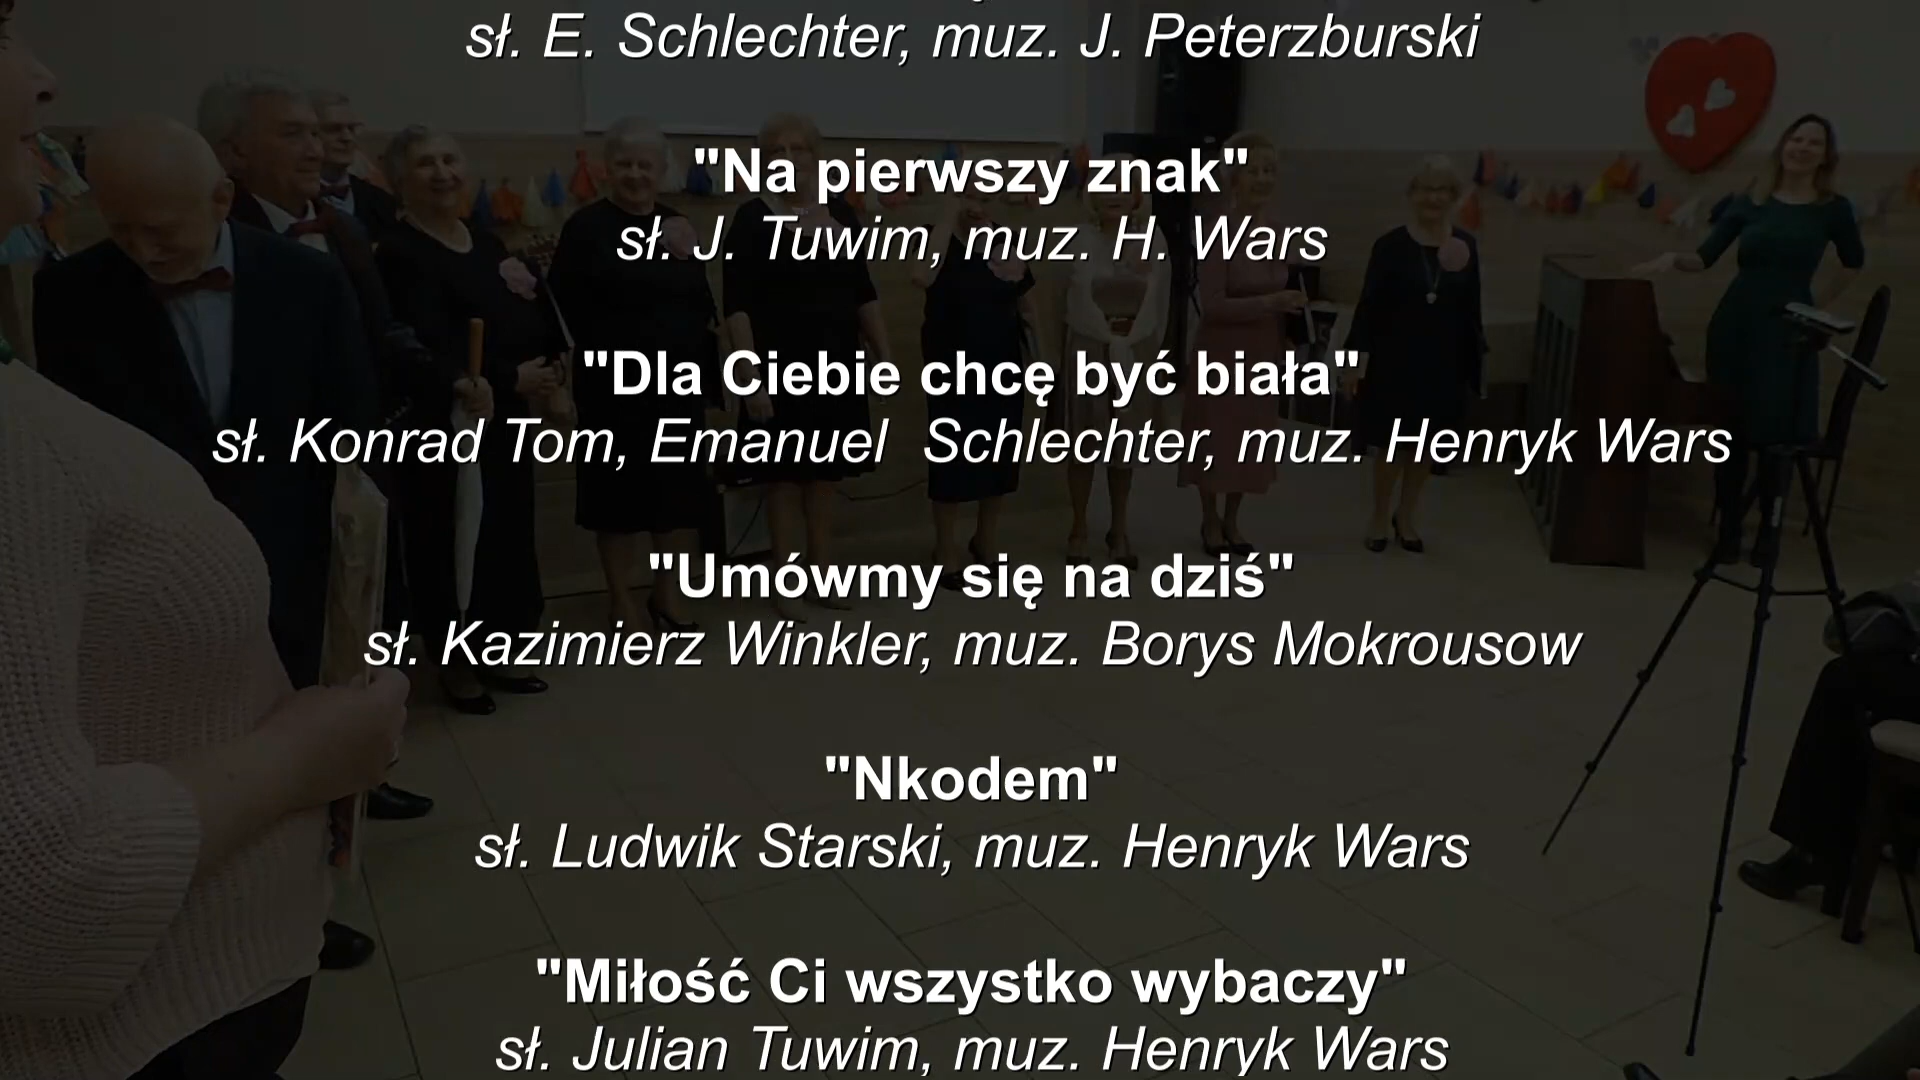 sł. E. Schlechter, muz. J. Peterzburski
"Na pierwszy znak"
sł. J. Tuwim, muz. H. Wars
"Dla Ciebie chcę być biała"
sł. Konrad Tom, Emanuel  Schlechter, muz. Henryk Wars
"Umówmy się na dziś"
sł. Kazimierz Winkler, muz. Borys Mokrousow
"Nkodem"
sł. Ludwik Starski, muz. Henryk Wars
"Miłość Ci wszystko wybaczy"
sł. Julian Tuwim, muz. Henryk Wars